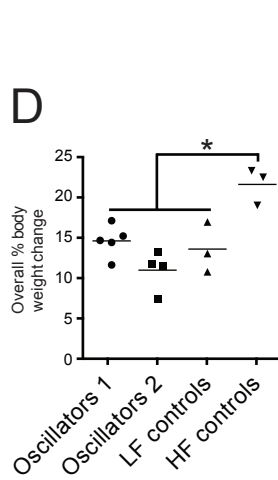 D
*
25
20
15
10
5
0
Overall % body
weight change
Oscillators 1
Oscillators 2
LF controls
HF controls